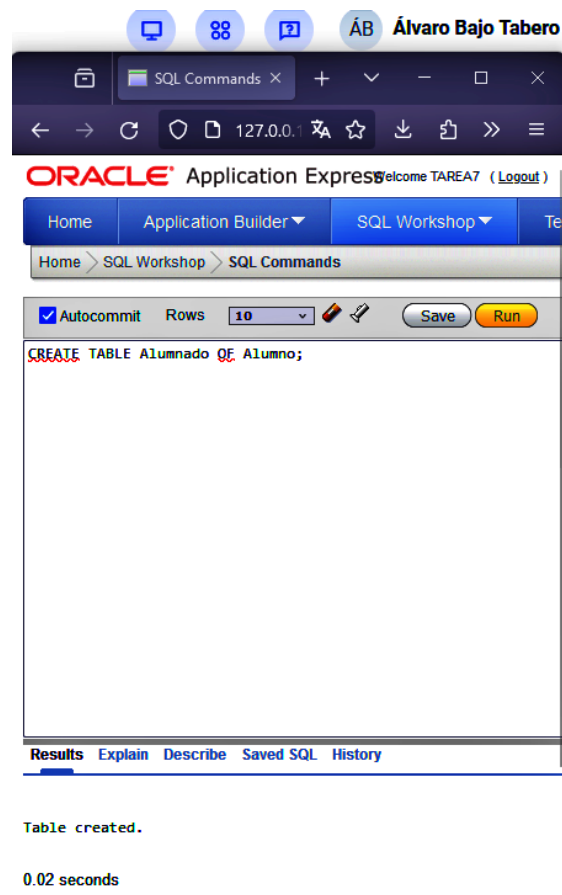 ÁB Álvaro Bajo Tabero
SQL Commands
127.0.0.1
ORACLE Application Express Welcome TAREA7 ( Logout )
Home Application Builder SQL Workshop Te
Home SQL Workshop SQL Commands
Autocommit Rows 10 Save Run
CREATE TABLE Alumnado OF Alumno;
Results Explain Describe Saved SQL History
Table created.
0.02 seconds